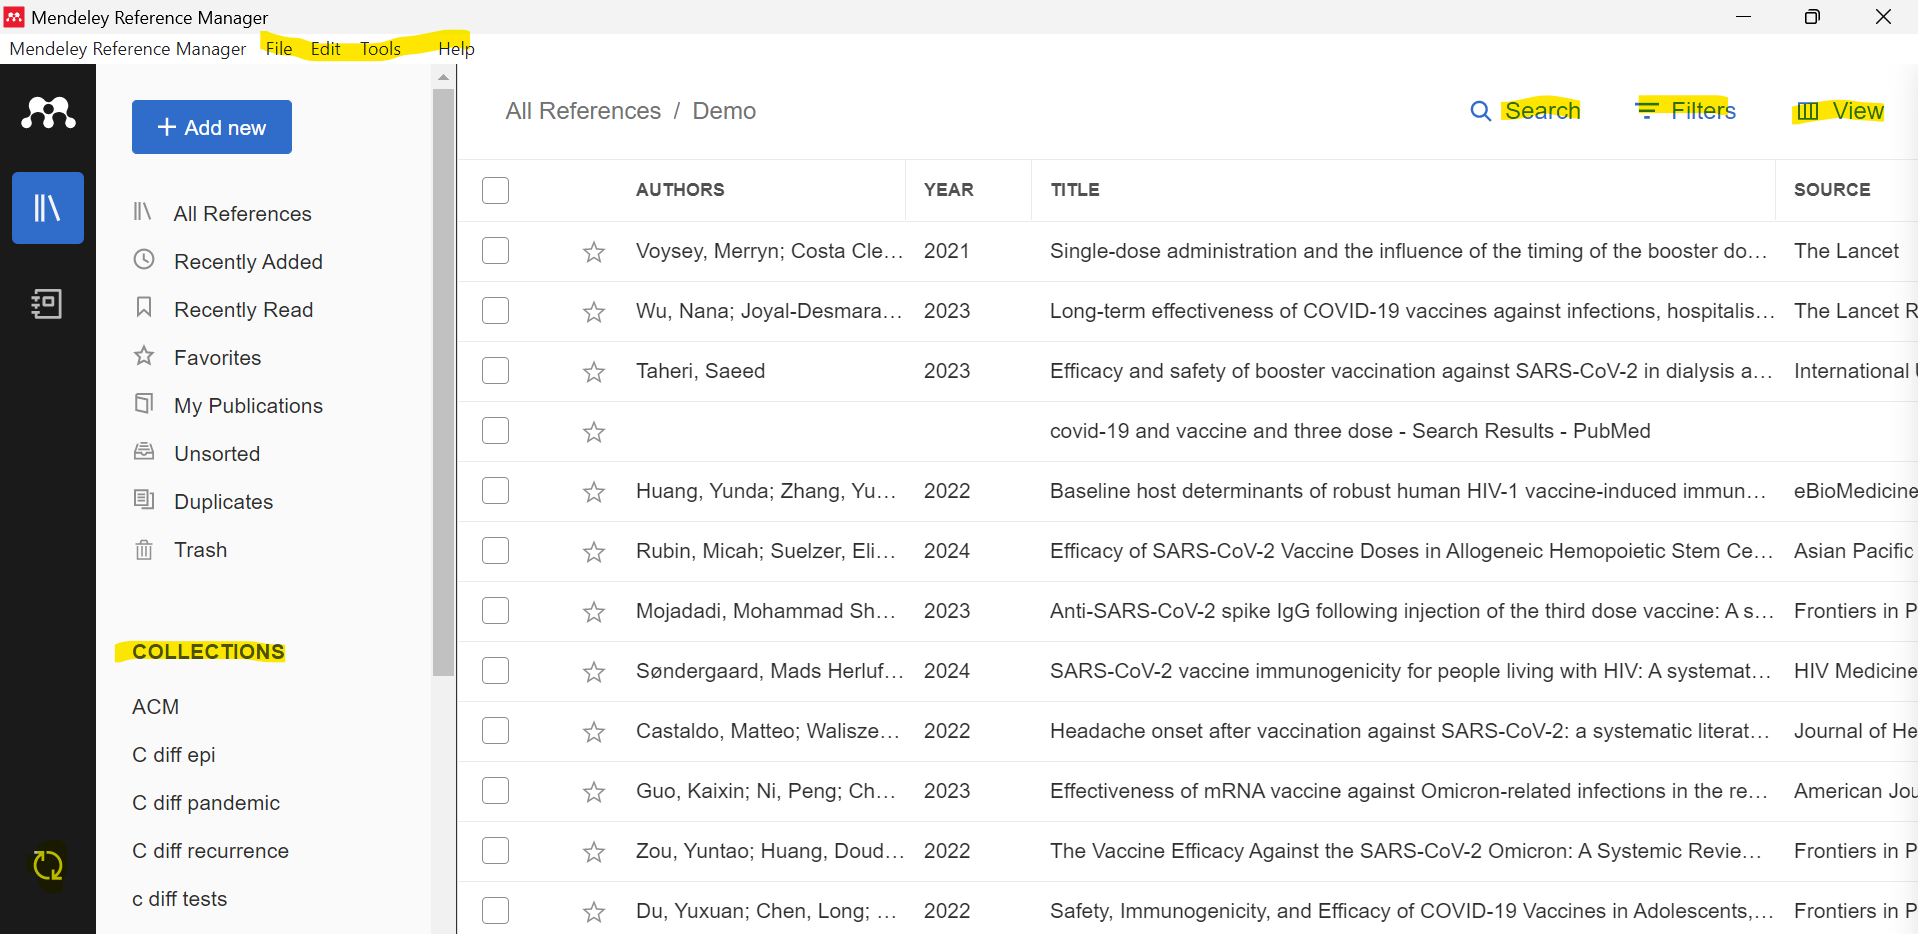 Mendeley Reference Manager
Mendeley Reference Manager File Edit Tools Help
+ Add new
All References
Recently Added
Recently Read
Favorites
My Publications
Unsorted
Duplicates
Trash
COLLECTIONS
ACM
C diff epi
C diff pandemic
C diff recurrence
c diff tests
All References / Demo
Search Filters View
AUTHORS YEAR TITLE SOURCE
Voysey, Merryn; Costa Cle... 2021 Single-dose administration and the influence of the timing of the booster do... The Lancet
Wu, Nana; Joyal-Desmara... 2023 Long-term effectiveness of COVID-19 vaccines against infections, hospitalis... The Lancet R
Taheri, Saeed 2023 Efficacy and safety of booster vaccination against SARS-CoV-2 in dialysis a... International
covid-19 and vaccine and three dose - Search Results - PubMed
Huang, Yunda; Zhang, Yu... 2022 Baseline host determinants of robust human HIV-1 vaccine-induced immun... eBioMedicine
Rubin, Micah; Suelzer, Eli... 2024 Efficacy of SARS-CoV-2 Vaccine Doses in Allogeneic Hemopoietic Stem Ce... Asian Pacific
Mojadadi, Mohammad Sh... 2023 Anti-SARS-CoV-2 spike IgG following injection of the third dose vaccine: A s... Frontiers in P
Søndergaard, Mads Herluf... 2024 SARS-CoV-2 vaccine immunogenicity for people living with HIV: A systemat... HIV Medicine
Castaldo, Matteo; Walisze... 2022 Headache onset after vaccination against SARS-CoV-2: a systematic literat... Journal of He
Guo, Kaixin; Ni, Peng; Ch... 2023 Effectiveness of mRNA vaccine against Omicron-related infections in the re... American Jou
Zou, Yuntao; Huang, Doud... 2022 The Vaccine Efficacy Against the SARS-CoV-2 Omicron: A Systemic Revie... Frontiers in P
Du, Yuxuan; Chen, Long; ... 2022 Safety, Immunogenicity, and Efficacy of COVID-19 Vaccines in Adolescents,... Frontiers in P